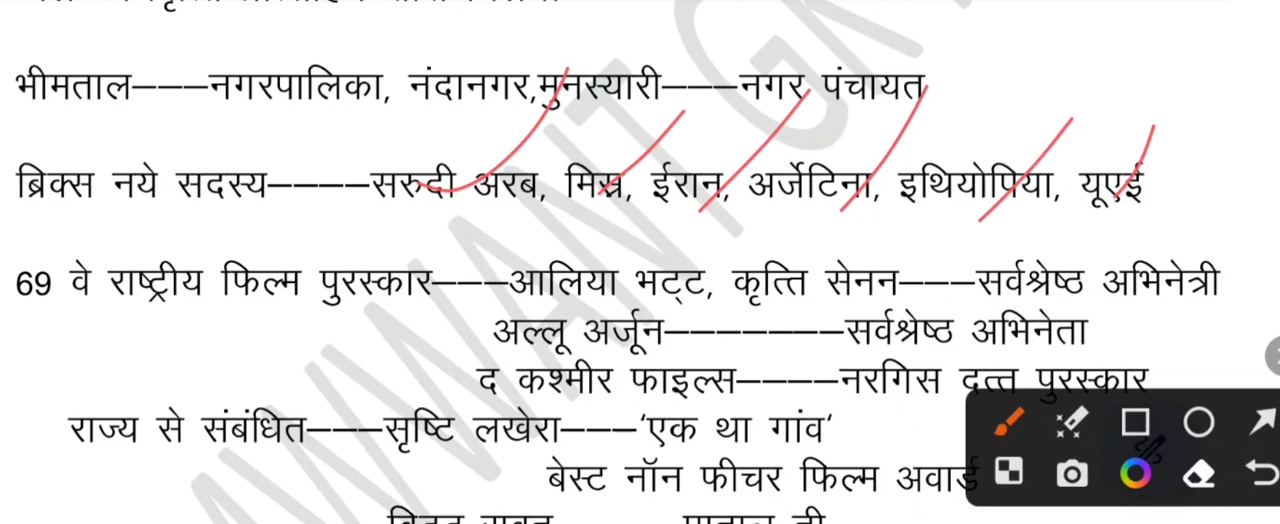 भीमताल———नगरपालिका, नंदानगर,मुनस्यारी———नगर पंचायत
ब्रिक्स नये सदस्य————सरुदी अरब, मिस्र, ईरान, अर्जेटिना, इथियोपिया, यूएई
69 वे राष्ट्रीय फिल्म पुरस्कार———आलिया भट्ट, कृत्ति सेनन———सर्वश्रेष्ठ अभिनेत्री
अल्लू अर्जून———————सर्वश्रेष्ठ अभिनेता
द कश्मीर फाइल्स————नरगिस दत्त पुरस्कार
राज्य से संबंधित———सृष्टि लखेरा———‘एक था गांव‘
बेस्ट नॉन फीचर फिल्म अवार्ड